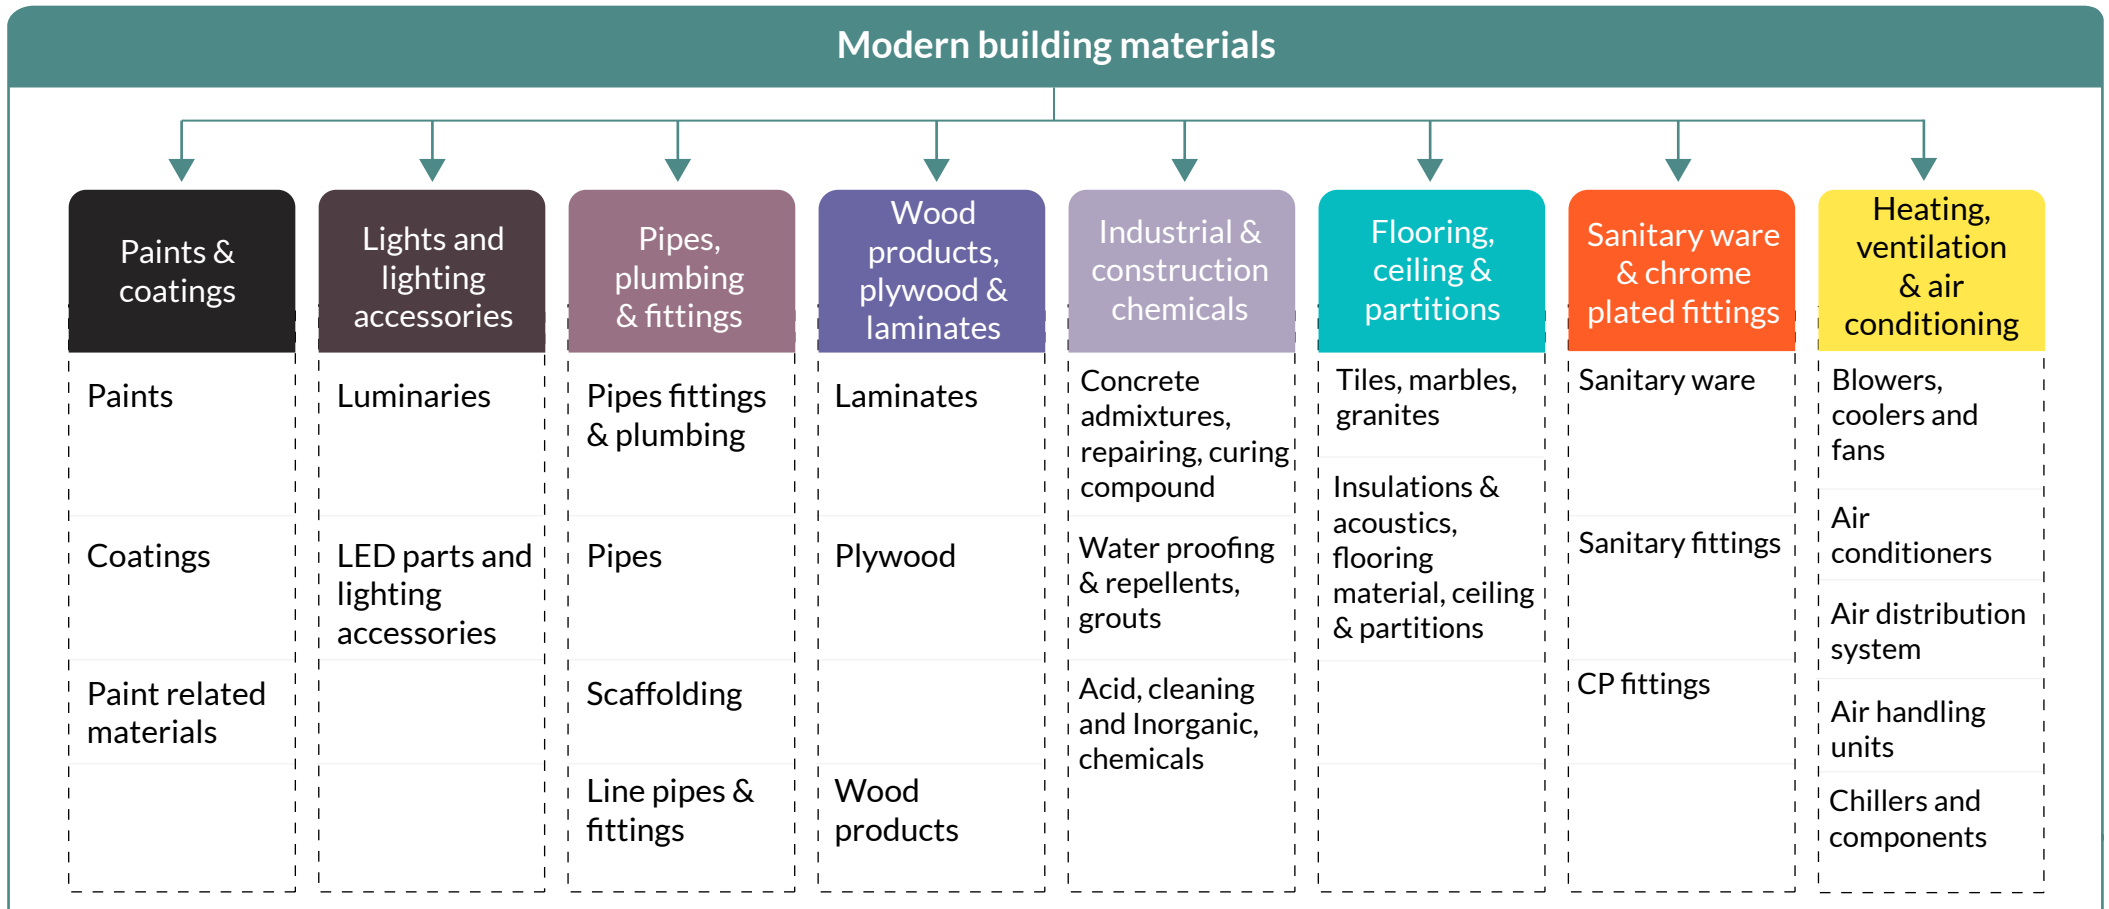 Modern building materials
Paints &
coatings
Lights and
lighting
accessories
Pipes,
plumbing
& fittings
Wood
products,
plywood &
laminates
Industrial &
construction
chemicals
Flooring,
ceiling &
partitions
Sanitary ware
& chrome
plated fittings
Heating,
ventilation
& air
conditioning
Paints
Coatings
Paint related
materials
Luminaries
LED parts and
lighting
accessories
Pipes fittings
& plumbing
Pipes
Scaffolding
Line pipes &
fittings
Laminates
Plywood
Wood
products
Concrete
admixtures,
repairing, curing
compound
Water proofing
& repellents,
grouts
Acid, cleaning
and Inorganic,
chemicals
Tiles, marbles,
granites
Insulations &
acoustics,
flooring
material, ceiling
& partitions
Sanitary ware
Sanitary fittings
CP fittings
Blowers,
coolers and
fans
Air
conditioners
Air distribution
system
Air handling
units
Chillers and
components